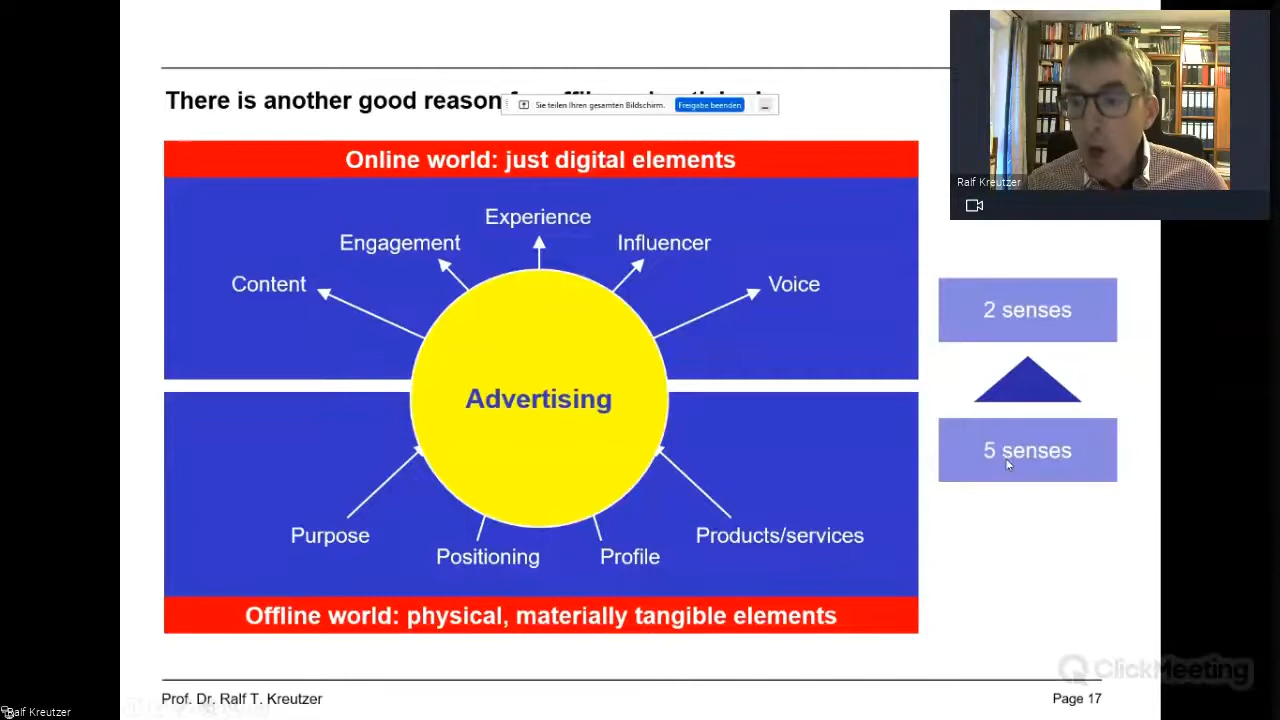 There is another good reason
Sie teilen Ihren gesamten Bildschirm. Freigabe beenden
Ralf Kreutzer
Online world: just digital elements
Experience
Engagement
Influencer
Content
Voice
2 senses
Advertising
5 senses
Purpose
Products/services
Positioning
Profile
Offline world: physical, materially tangible elements
ClickMeeting
Prof. Dr. Ralf T. Kreutzer
Page 17
Ralf Kreutzer